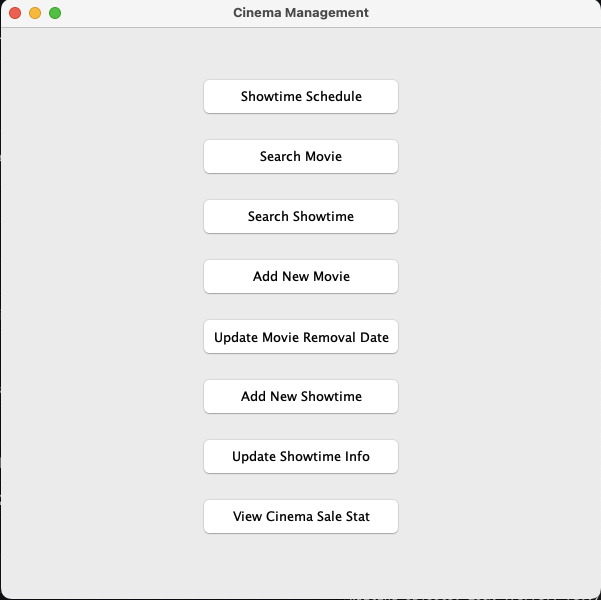 Cinema Management
Showtime Schedule
Search Movie
Search Showtime
Add New Movie
Update Movie Removal Date
Add New Showtime
Update Showtime Info
View Cinema Sale Stat